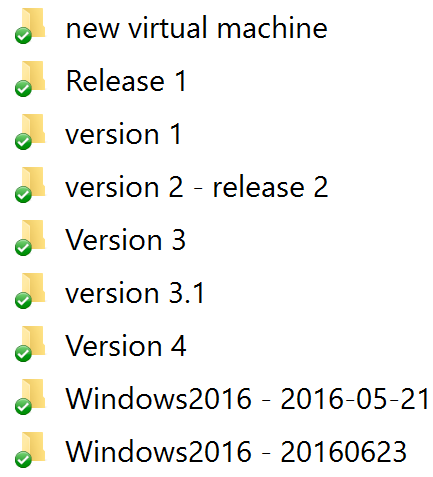 new virtual machine
Release 1
version 1
version 2 - release 2
Version 3
version 3.1
Version 4
Windows2016 - 2016-05-21
Windows2016 - 20160623